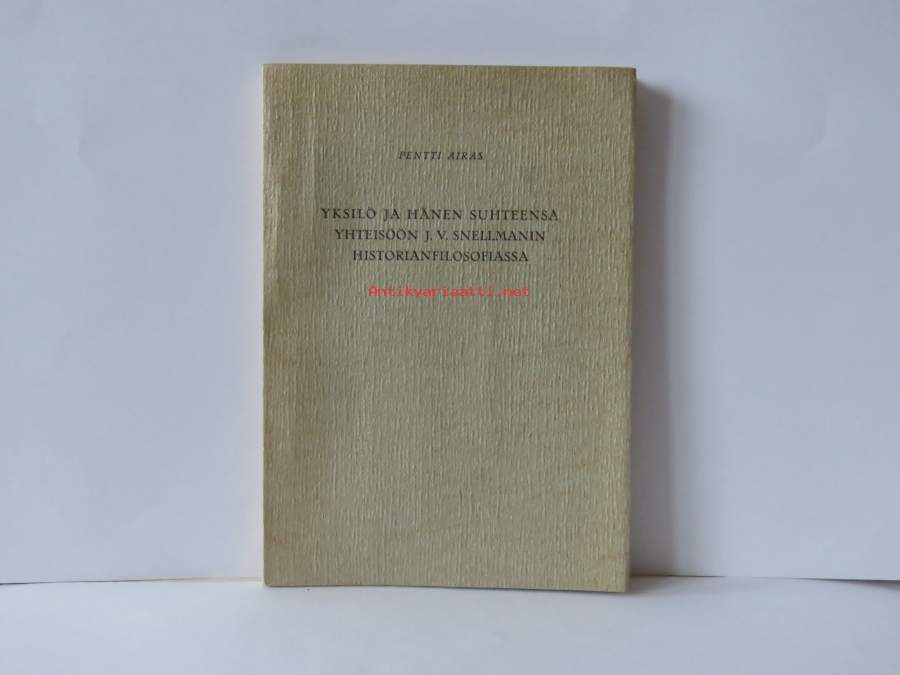 PENTTI AIRAS
YKSILÖ JA HÄNEN SUHTEENSA
YHTEISÖÖN J. V. SNELLMANIN
HISTORIANFILOSOFIASSA
Antikvariaatti.net